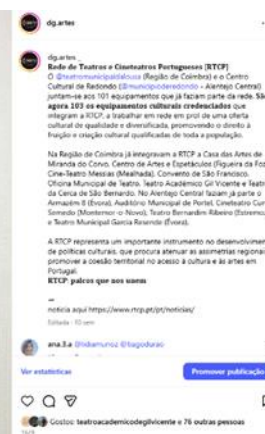 dg.artes
dg.artes
Rede de Teatros e Cineteatros Portugueses [RTCP]
O @teatromunicipaldalousa (Região de Coimbra) e o Centro
Cultural de Redondo (@municipioderedondo - Alentejo Central)
juntam-se aos 101 equipamentos que já faziam parte da rede. São
agora 103 os equipamentos culturais credenciados que
integram a RTCP, a trabalhar em rede em prol de uma oferta
cultural de qualidade e diversificada, promovendo o direito à
fruição e criação cultural qualificadas de toda a população.
Na Região de Coimbra já integravam a RTCP a Casa das Artes de
Miranda do Corvo, Centro de Artes e Espetáculos (Figueira da Foz
Cine-Teatro Messias (Mealhada), Convento de São Francisco,
Oficina Municipal de Teatro, Teatro Académico Gil Vicente e Teatr
da Cerca de São Bernardo. No Alentejo Central faziam já parte o
Armazém 8 (Évora), Auditório Municipal de Portel, Cineteatro Cur
Semedo (Montemor-o-Novo), Teatro Bernardim Ribeiro (Estremoz
e Teatro Municipal Garcia Resende (Évora).
A RTCP representa um importante instrumento no desenvolvimen
de políticas culturais, que procura atenuar as assimetrias regionais
promover a coesão territorial no acesso à cultura e às artes em
Portugal.
RTCP: palcos que nos unem
—
notícia aqui https://www.rtcp.pt/pt/noticias/
Editada · 10 sem
ana.3.a @lidiamunoz @tiagodurao
Ver estatísticas
Promover publicação
Gostos: teatroacademicodegilvicente e 76 outras pessoas